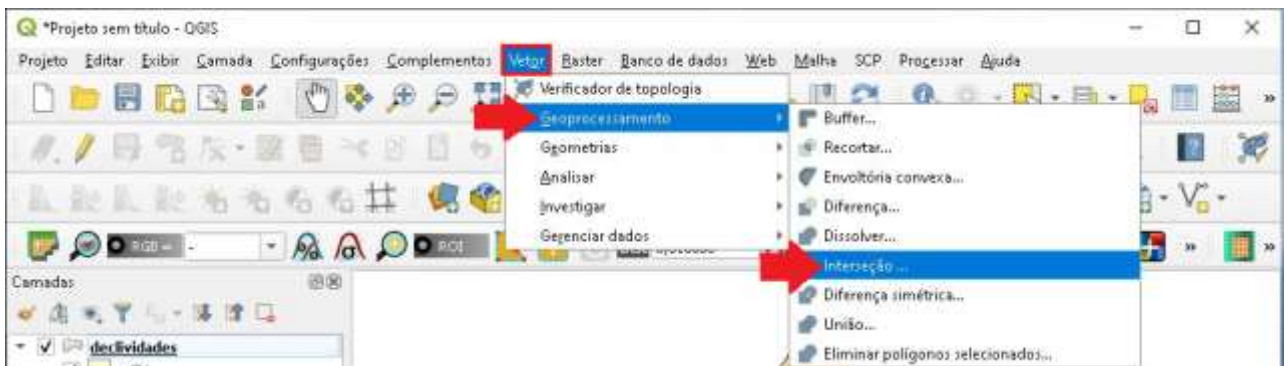 *Projeto sem título - QGIS
Projeto Editar Exibir Camada Configurações Complementos Vetor Raster Banco de dados Web Malha SCP Processar Ajuda
Verificador de topologia
Geoprocessamento
Geometrias
Analisar
Investigar
Gerenciar dados
Buffer...
Recortar...
Envoltória convexa...
Diferença...
Dissolver...
Interseção ...
Diferença simétrica...
União...
Eliminar polígonos selecionados...
RGB = -
ROI
Camadas
declividades